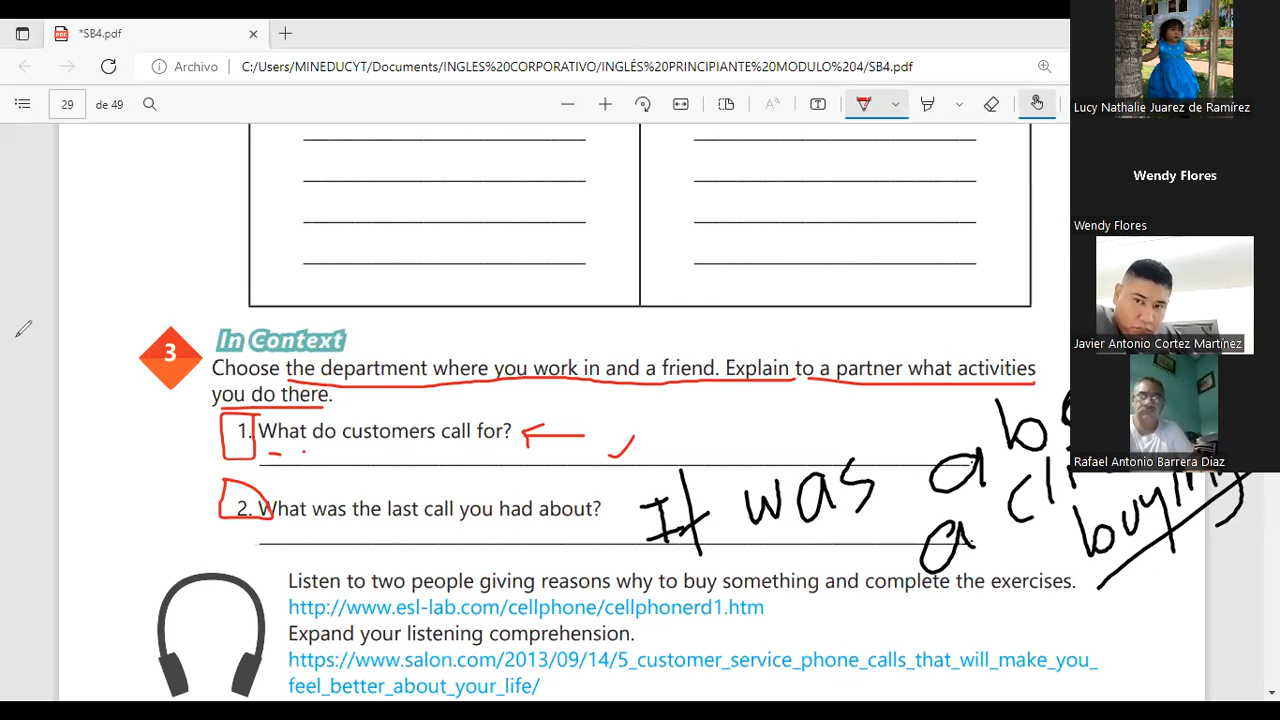 *SB4.pdf
Archivo
C:/Users/MINEDUCYT/Documents/INGLÉS%20CORPORATIVO/INGLÉS%20PRINCIPIANTE%20MODULO%204/SB4.pdf
29 de 49
Lucy Nathalie Juarez de Ramírez
Wendy Flores
Wendy Flores
Javier Antonio Cortez Martínez
Rafael Antonio Barrera Diaz
3
In Context
Choose the department where you work in and a friend. Explain to a partner what activities
you do there.
1. What do customers call for?
2. What was the last call you had about?
It was a
a
buying
Listen to two people giving reasons why to buy something and complete the exercises.
http://www.esl-lab.com/cellphone/cellphonerd1.htm
Expand your listening comprehension.
https://www.salon.com/2013/09/14/5_customer_service_phone_calls_that_will_make_you_
feel_better_about_your_life/